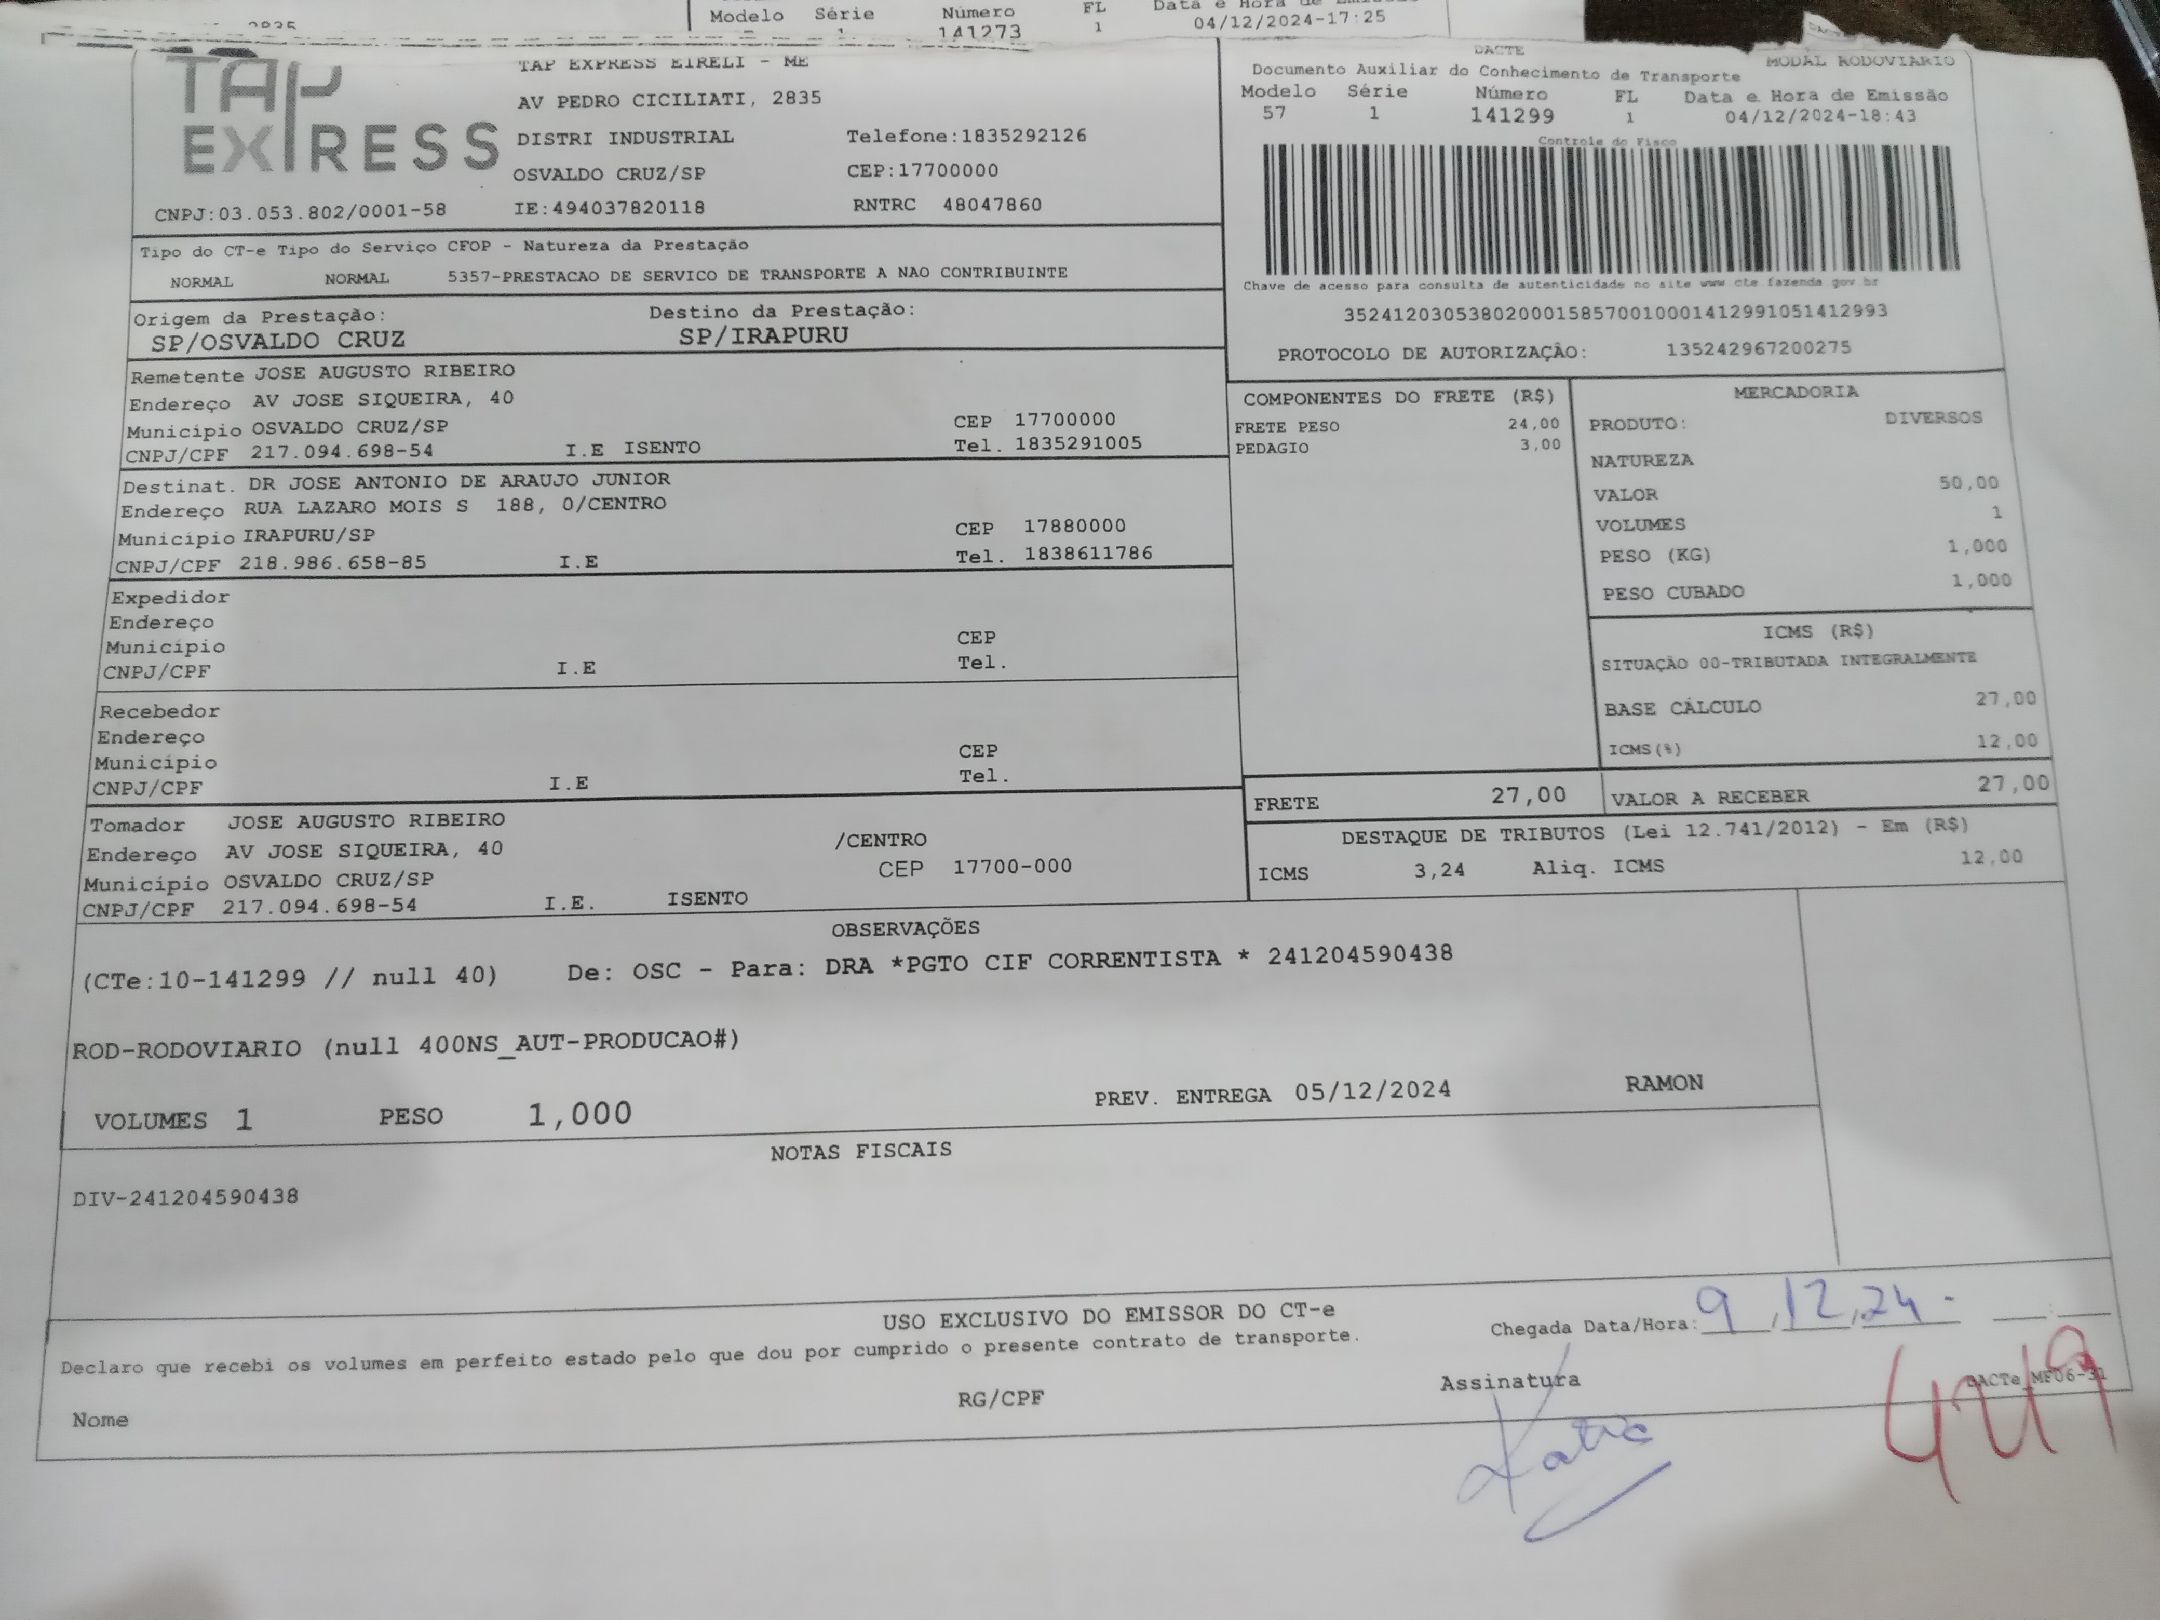 2835
Modelo Série Número FL Data e Hora de Emissão
1 141273 1 04/12/2024-17:25
TAP EXPRESS
TAP EXPRESS EIRELI - ME
AV PEDRO CICILIATI, 2835
DISTRI INDUSTRIAL Telefone:1835292126
OSVALDO CRUZ/SP CEP:17700000
CNPJ:03.053.802/0001-58 IE:494037820118 RNTRC 48047860
DACTE MODAL RODOVIARIO
Documento Auxiliar do Conhecimento de Transporte
Modelo Série Número FL Data e Hora de Emissão
57 1 141299 1 04/12/2024-18:43
Controle do Fisco
Chave de acesso para consulta de autenticidade no site www cte fazenda gov br
35241203053802000158570010001412991051412993
PROTOCOLO DE AUTORIZAÇÃO: 135242967200275
Tipo do CT-e Tipo do Serviço CFOP - Natureza da Prestação
NORMAL NORMAL 5357-PRESTACAO DE SERVICO DE TRANSPORTE A NAO CONTRIBUINTE
Origem da Prestação: Destino da Prestação:
SP/OSVALDO CRUZ SP/IRAPURU
Remetente JOSE AUGUSTO RIBEIRO
Endereço AV JOSE SIQUEIRA, 40
Municipio OSVALDO CRUZ/SP CEP 17700000
CNPJ/CPF 217.094.698-54 I.E ISENTO Tel. 1835291005
Destinat. DR JOSE ANTONIO DE ARAUJO JUNIOR
Endereço RUA LAZARO MOIS S 188, 0/CENTRO
Município IRAPURU/SP CEP 17880000
CNPJ/CPF 218.986.658-85 I.E Tel. 1838611786
Expedidor
Endereço
Município CEP
CNPJ/CPF I.E Tel.
Recebedor
Endereço
Município CEP
CNPJ/CPF I.E Tel.
Tomador JOSE AUGUSTO RIBEIRO
Endereço AV JOSE SIQUEIRA, 40 /CENTRO
Município OSVALDO CRUZ/SP CEP 17700-000
CNPJ/CPF 217.094.698-54 I.E. ISENTO
COMPONENTES DO FRETE (R$)
FRETE PESO 24,00
PEDAGIO 3,00
MERCADORIA
PRODUTO: DIVERSOS
NATUREZA
VALOR 50,00
VOLUMES 1
PESO (KG) 1,000
PESO CUBADO 1,000
ICMS (R$)
SITUAÇÃO 00-TRIBUTADA INTEGRALMENTE
BASE CÁLCULO 27,00
ICMS(%) 12,00
FRETE 27,00 VALOR A RECEBER 27,00
DESTAQUE DE TRIBUTOS (Lei 12.741/2012) - Em (R$)
ICMS 3,24 Aliq. ICMS 12,00
OBSERVAÇÕES
(CTe:10-141299 // null 40) De: OSC - Para: DRA *PGTO CIF CORRENTISTA * 241204590438
ROD-RODOVIARIO (null 400NS_AUT-PRODUCAO#)
VOLUMES 1 PESO 1,000 PREV. ENTREGA 05/12/2024 RAMON
NOTAS FISCAIS
DIV-241204590438
USO EXCLUSIVO DO EMISSOR DO CT-e
Chegada Data/Hora: 9,12,24
Declaro que recebi os volumes em perfeito estado pelo que dou por cumprido o presente contrato de transporte.
Nome RG/CPF Assinatura DACTe_MF06-31